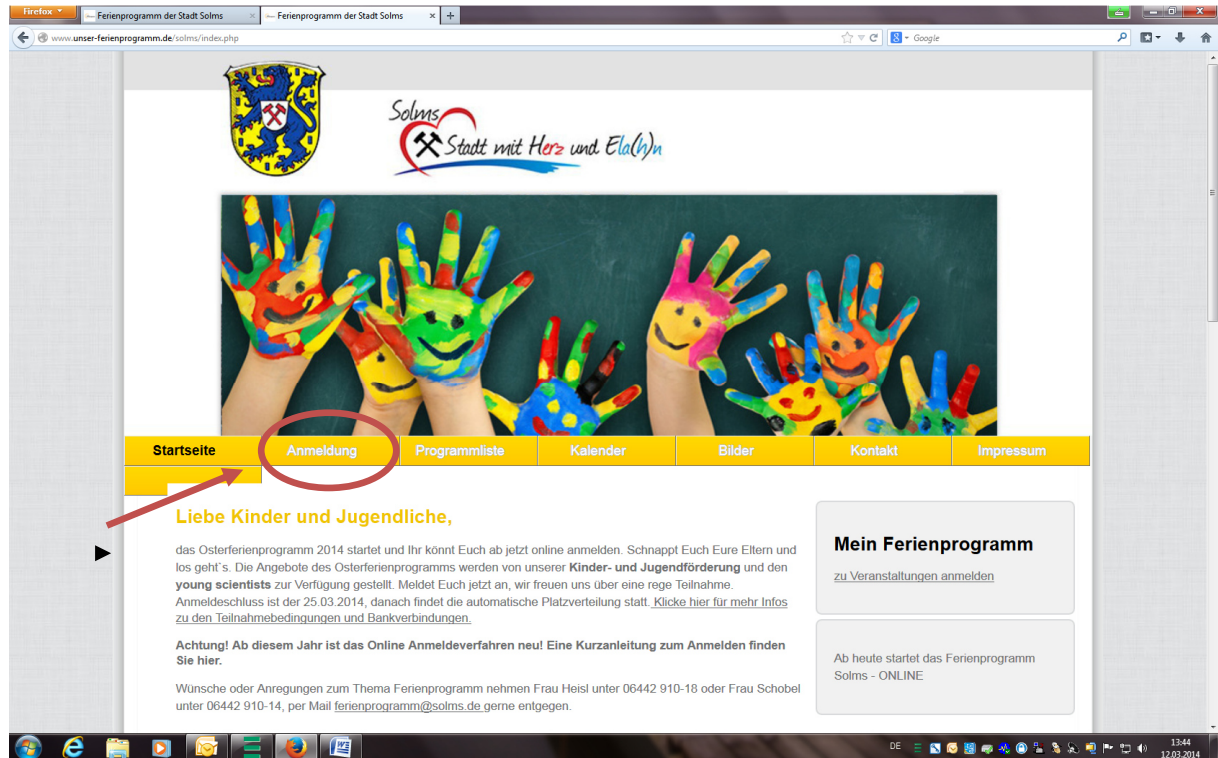 Firefox
Ferienprogramm der Stadt Solms
Ferienprogramm der Stadt Solms
www.unser-ferienprogramm.de/solms/index.php
Google
Solms
Stadt mit Herz und Ela(h)n
Startseite
Anmeldung
Programmliste
Kalender
Bilder
Kontakt
Impressum
Liebe Kinder und Jugendliche,
das Osterferienprogramm 2014 startet und Ihr könnt Euch ab jetzt online anmelden. Schnappt Euch Eure Eltern und
los geht`s. Die Angebote des Osterferienprogramms werden von unserer Kinder- und Jugendförderung und den
young scientists zur Verfügung gestellt. Meldet Euch jetzt an, wir freuen uns über eine rege Teilnahme.
Anmeldeschluss ist der 25.03.2014, danach findet die automatische Platzverteilung statt. Klicke hier für mehr Infos
zu den Teilnahmebedingungen und Bankverbindungen.
Achtung! Ab diesem Jahr ist das Online Anmeldeverfahren neu! Eine Kurzanleitung zum Anmelden finden
Sie hier.
Wünsche oder Anregungen zum Thema Ferienprogramm nehmen Frau Heisl unter 06442 910-18 oder Frau Schobel
unter 06442 910-14, per Mail ferienprogramm@solms.de gerne entgegen.
Mein Ferienprogramm
zu Veranstaltungen anmelden
Ab heute startet das Ferienprogramm
Solms - ONLINE
DE
13:44
12.03.2014